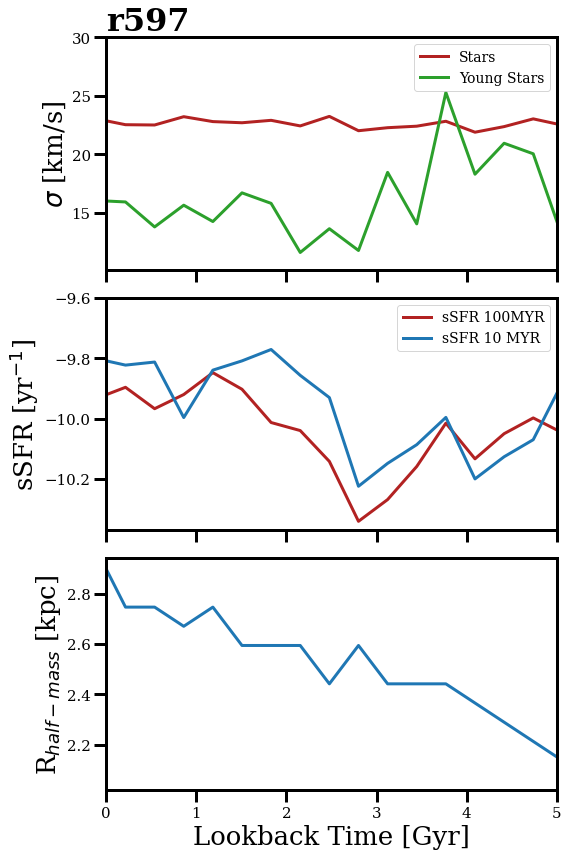 r597
30
25
20
15
σ [km/s]
Stars
Young Stars
−9.6
−9.8
−10.0
−10.2
sSFR [yr⁻¹]
sSFR 100MYR
sSFR 10 MYR
2.8
2.6
2.4
2.2
R_half−mass [kpc]
0 1 2 3 4 5
Lookback Time [Gyr]